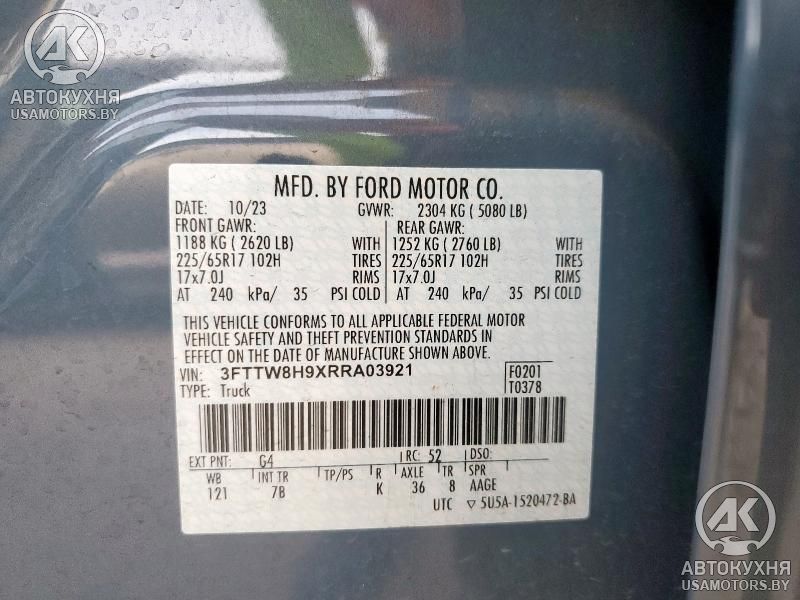 AK
АВТОКУХНЯ
USAMOTORS.BY
MFD. BY FORD MOTOR CO.
DATE: 10/23 GVWR: 2304 KG ( 5080 LB)
FRONT GAWR: REAR GAWR:
1188 KG ( 2620 LB) WITH 1252 KG ( 2760 LB) WITH
225/65R17 102H TIRES 225/65R17 102H TIRES
17x7.0J RIMS 17x7.0J RIMS
AT 240 kPa/ 35 PSI COLD AT 240 kPa/ 35 PSI COLD
THIS VEHICLE CONFORMS TO ALL APPLICABLE FEDERAL MOTOR
VEHICLE SAFETY AND THEFT PREVENTION STANDARDS IN
EFFECT ON THE DATE OF MANUFACTURE SHOWN ABOVE.
VIN: 3FTTW8H9XRRA03921 F0201
TYPE: Truck T0378
EXT PNT: G4 RC: 52 DSO:
WB INT TR TP/PS R AXLE TR SPR
121 7B K 36 8 AAGE
UTC ▽ 5U5A-1520472-BA
AK
АВТОКУХНЯ
USAMOTORS.BY